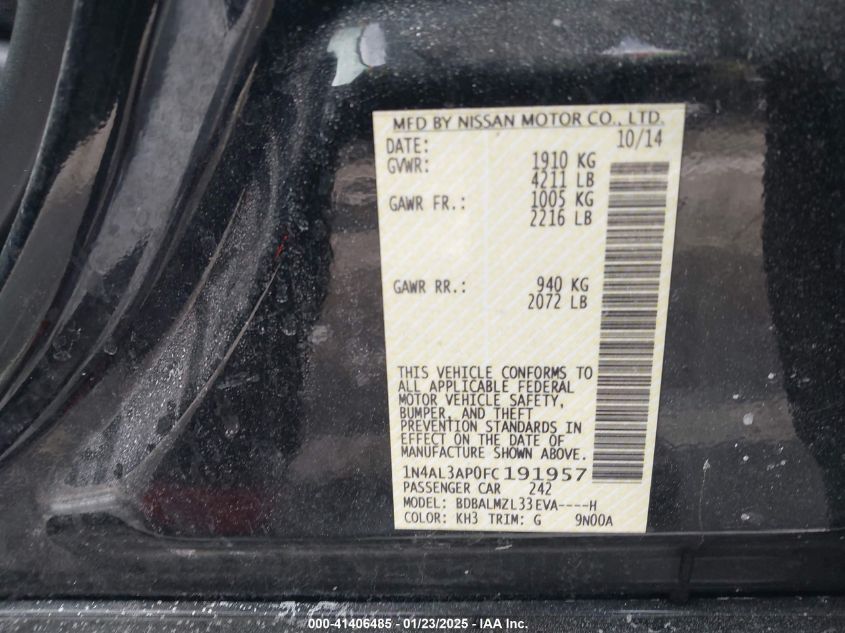 MFD BY NISSAN MOTOR CO., LTD.
DATE: 10/14
GVWR: 1910 KG
4211 LB
GAWR FR.: 1005 KG
2216 LB
GAWR RR.: 940 KG
2072 LB
THIS VEHICLE CONFORMS TO
ALL APPLICABLE FEDERAL
MOTOR VEHICLE SAFETY,
BUMPER, AND THEFT
PREVENTION STANDARDS IN
EFFECT ON THE DATE OF
MANUFACTURE SHOWN ABOVE.
1N4AL3AP0FC191957
PASSENGER CAR 242
MODEL: BDBALMZL33EVA----H
COLOR: KH3 TRIM: G 9N00A
000-41406485 - 01/23/2025 - IAA Inc.